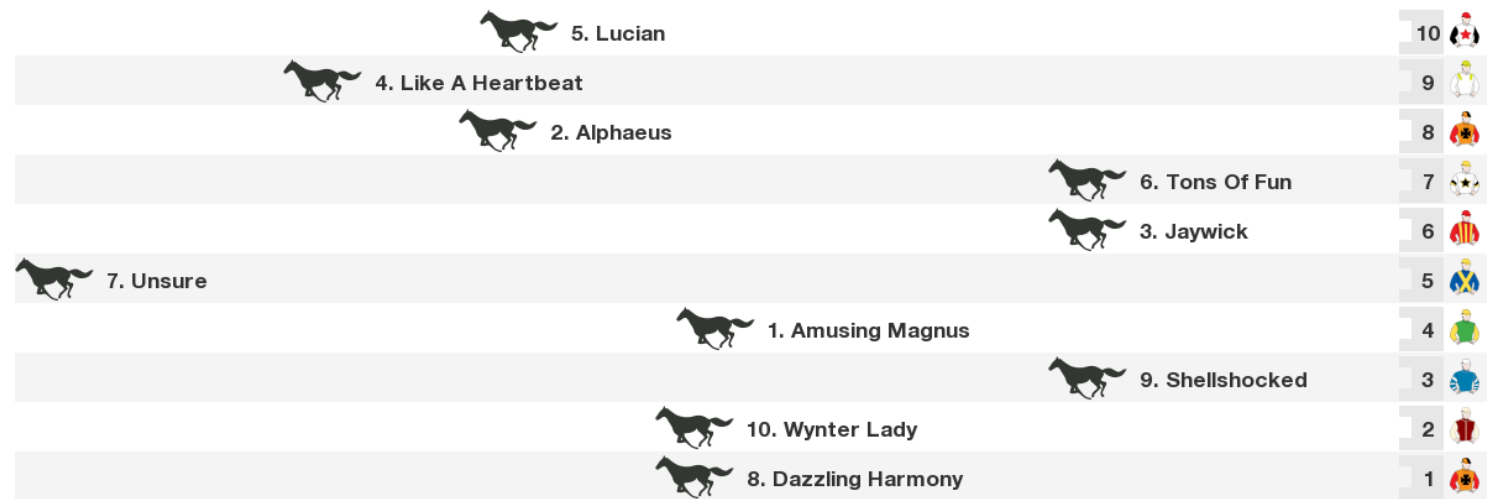 5. Lucian 10
4. Like A Heartbeat 9
2. Alphaeus 8
6. Tons Of Fun 7
3. Jaywick 6
7. Unsure 5
1. Amusing Magnus 4
9. Shellshocked 3
10. Wynter Lady 2
8. Dazzling Harmony 1